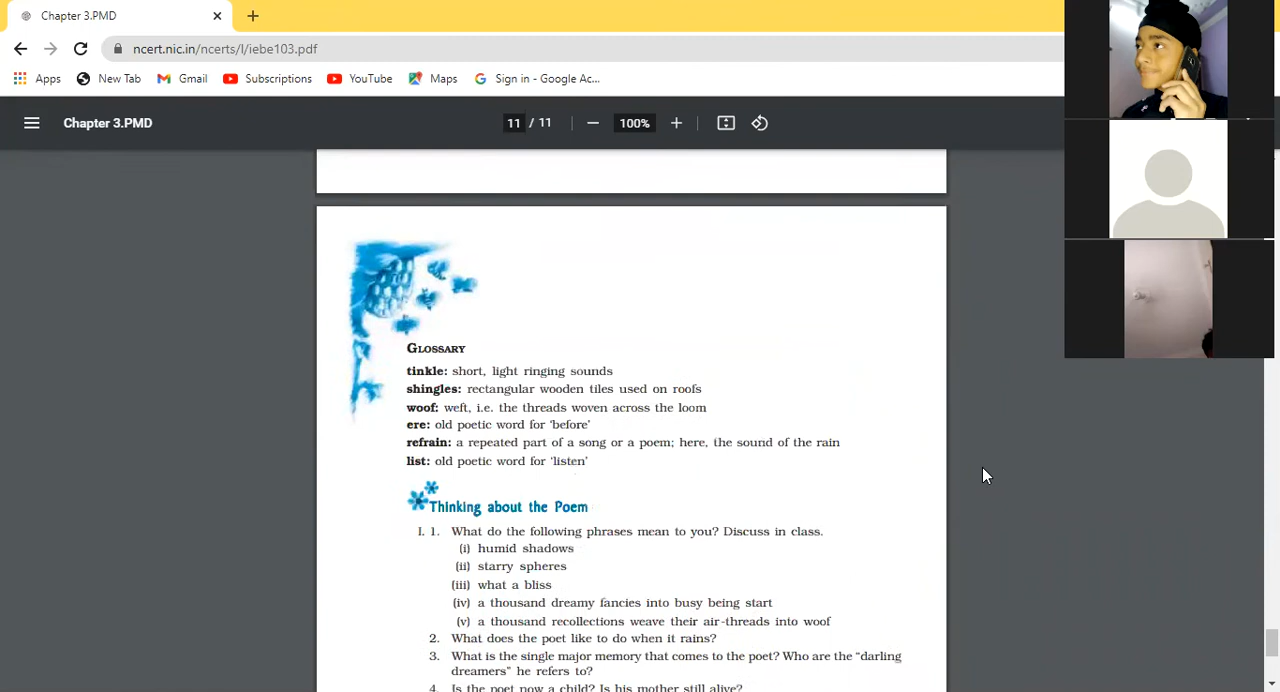 Chapter 3.PMD
ncert.nic.in/ncerts/l/iebe103.pdf
Apps New Tab Gmail Subscriptions YouTube Maps Sign in - Google Ac...
Chapter 3.PMD 11 / 11 100%
GLOSSARY
tinkle: short, light ringing sounds
shingles: rectangular wooden tiles used on roofs
woof: weft, i.e. the threads woven across the loom
ere: old poetic word for ‘before’
refrain: a repeated part of a song or a poem; here, the sound of the rain
list: old poetic word for ‘listen’
Thinking about the Poem
I. 1. What do the following phrases mean to you? Discuss in class.
(i) humid shadows
(ii) starry spheres
(iii) what a bliss
(iv) a thousand dreamy fancies into busy being start
(v) a thousand recollections weave their air-threads into woof
2. What does the poet like to do when it rains?
3. What is the single major memory that comes to the poet? Who are the “darling
dreamers” he refers to?
4. Is the poet now a child? Is his mother still alive?